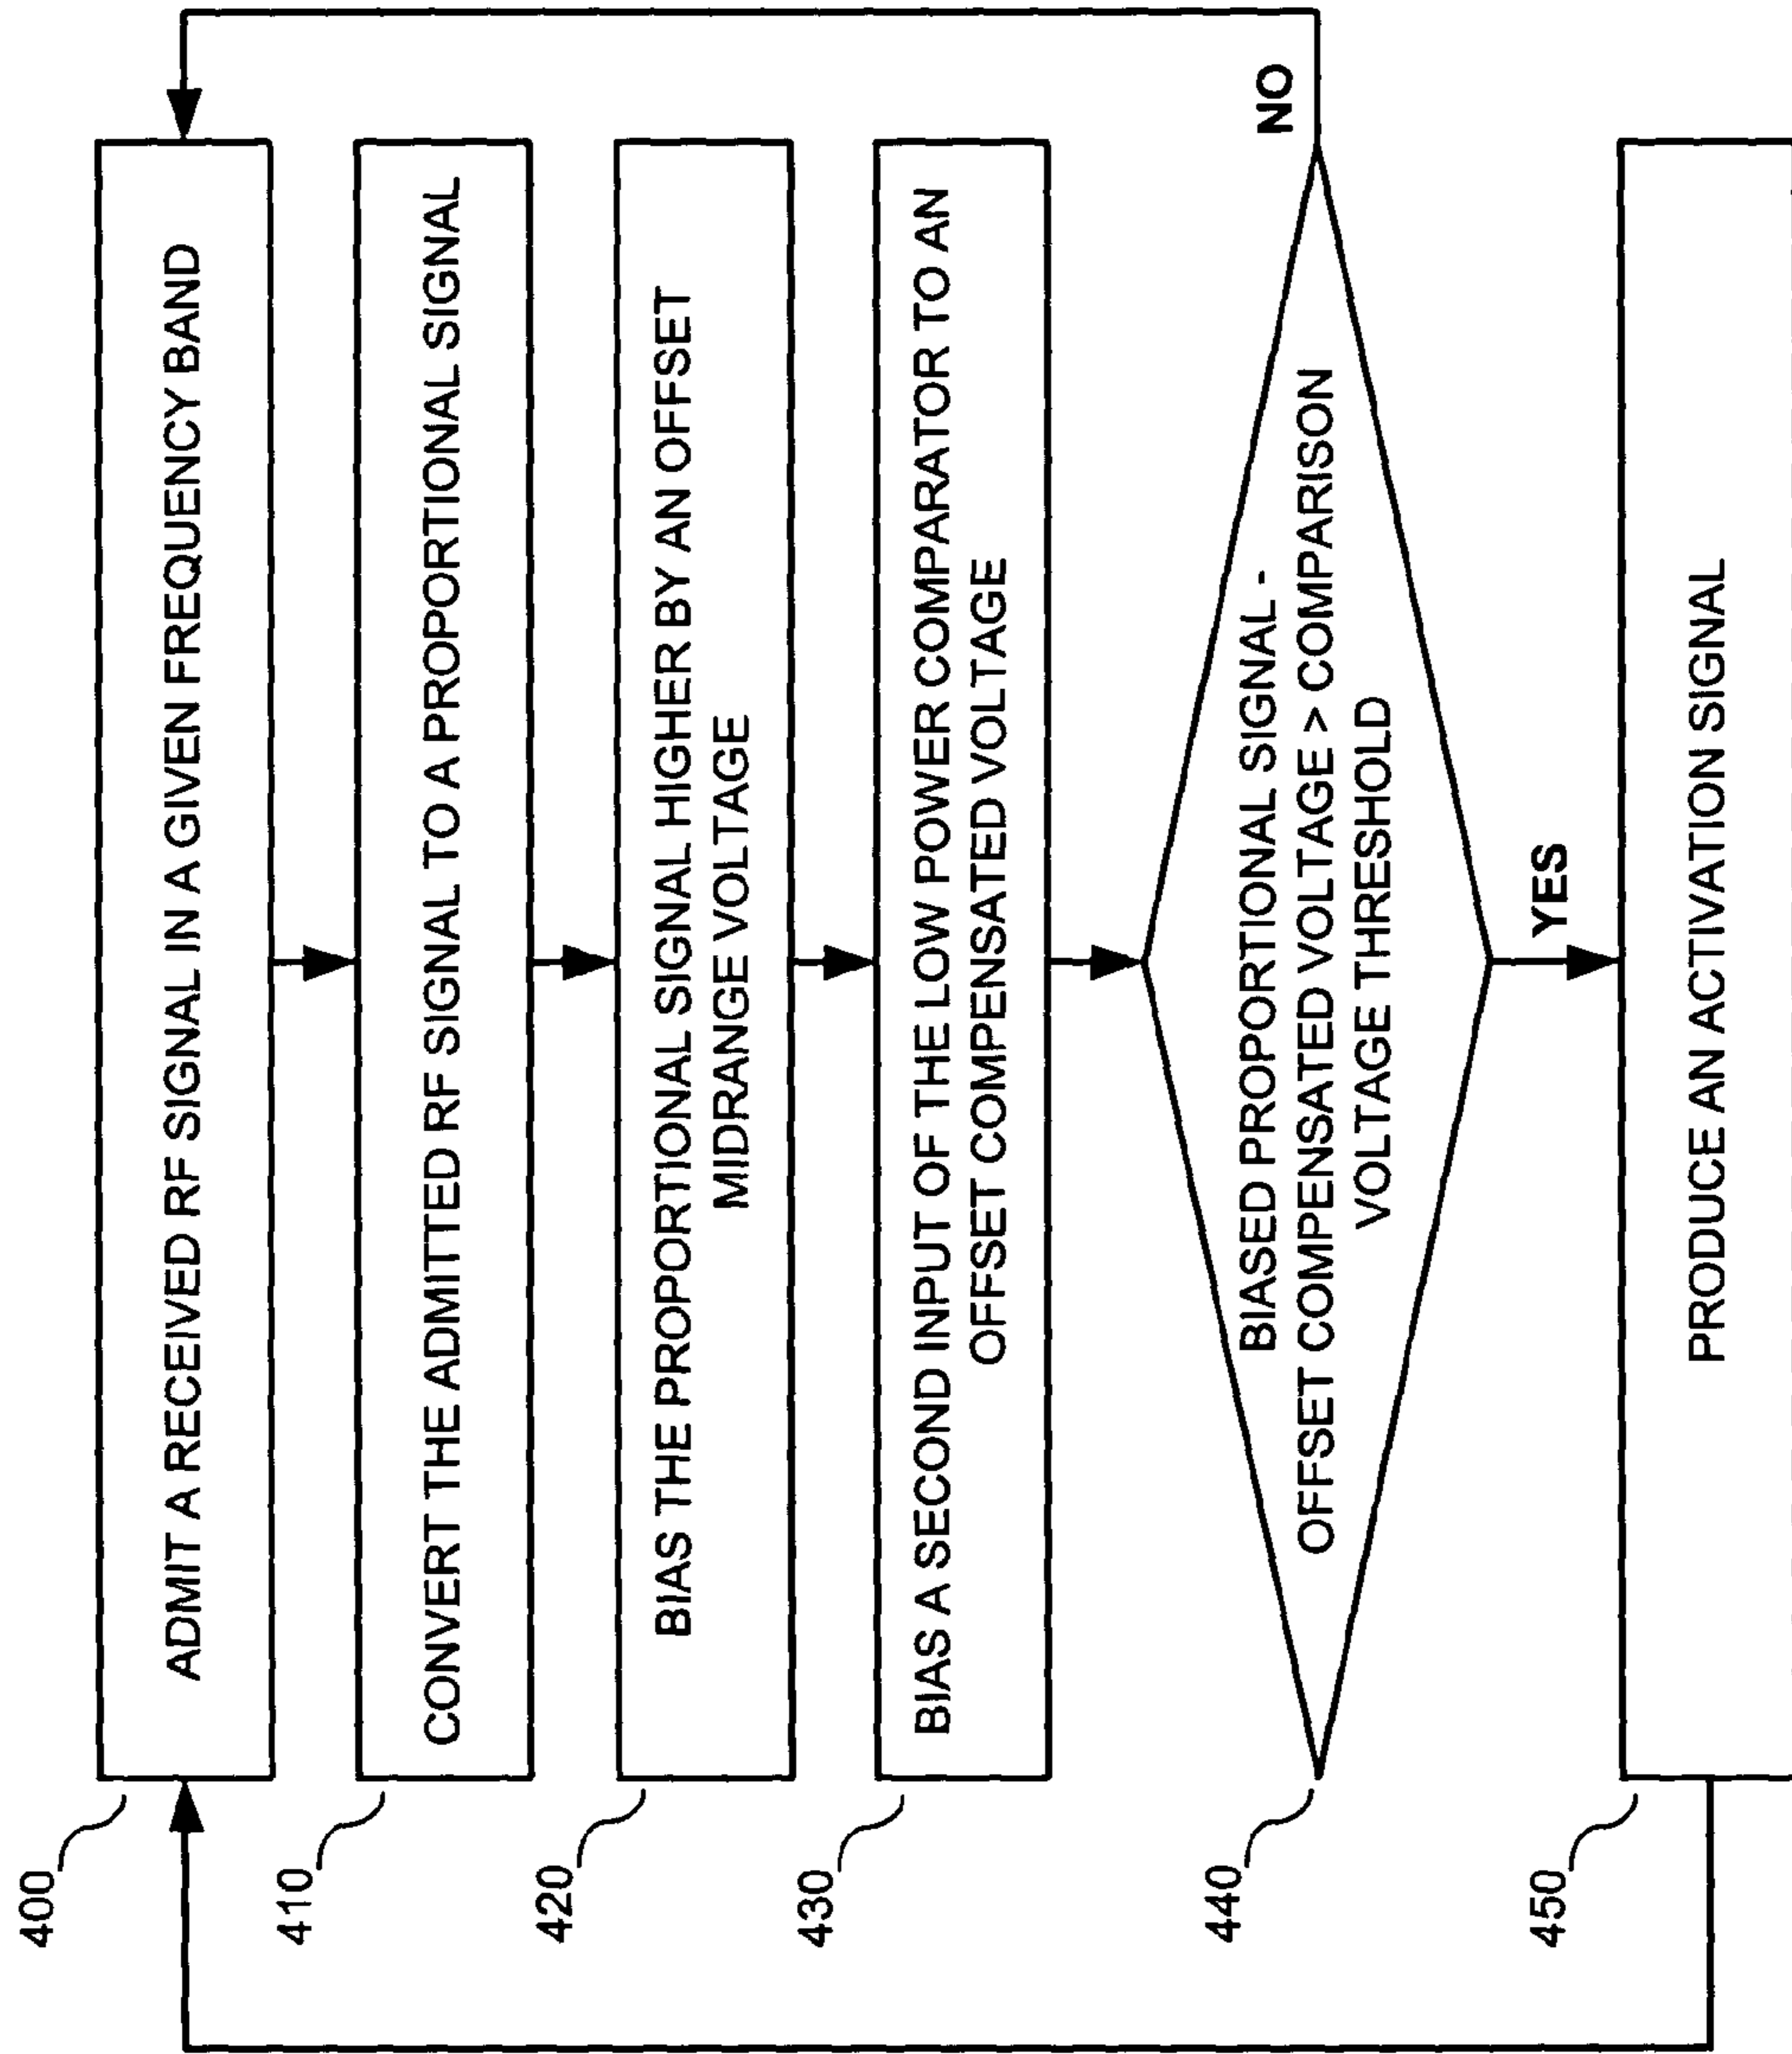 400
ADMIT A RECEIVED RF SIGNAL IN A GIVEN FREQUENCY BAND
410
CONVERT THE ADMITTED RF SIGNAL TO A PROPORTIONAL SIGNAL
420
BIAS THE PROPORTIONAL SIGNAL HIGHER BY AN OFFSET
MIDRANGE VOLTAGE
430
BIAS A SECOND INPUT OF THE LOW POWER COMPARATOR TO AN
OFFSET COMPENSATED VOLTAGE
440
BIASED PROPORTIONAL SIGNAL -
OFFSET COMPENSATED VOLTAGE > COMPARISON
VOLTAGE THRESHOLD
NO
YES
450
PRODUCE AN ACTIVATION SIGNAL